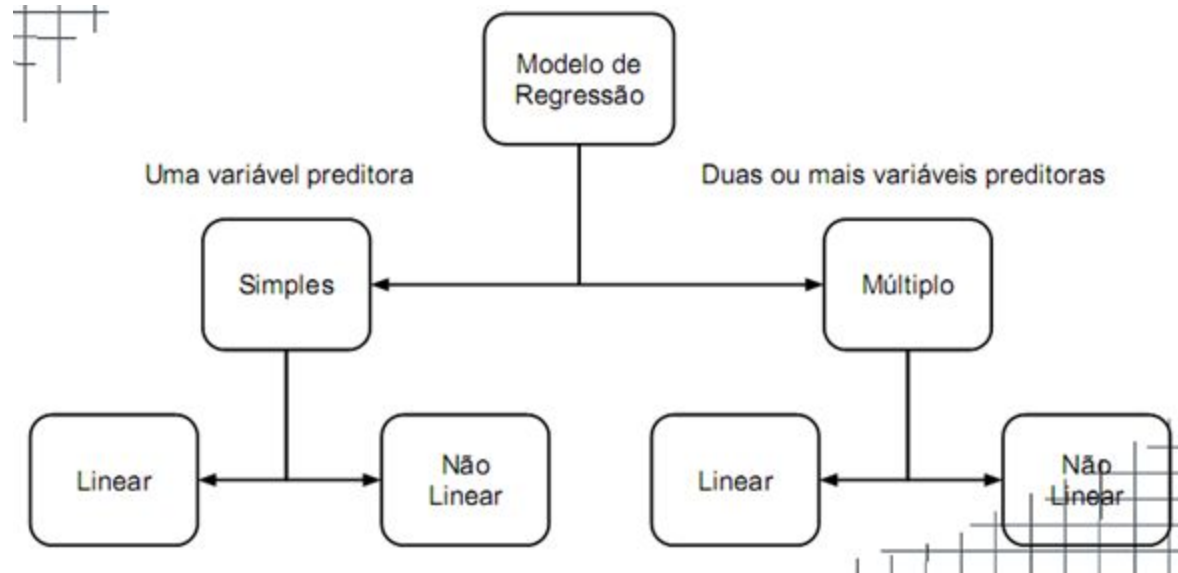 Modelo de
Regressão
Uma variável preditora
Duas ou mais variáveis preditoras
Simples
Múltiplo
Linear
Não
Linear
Linear
Não
Linear